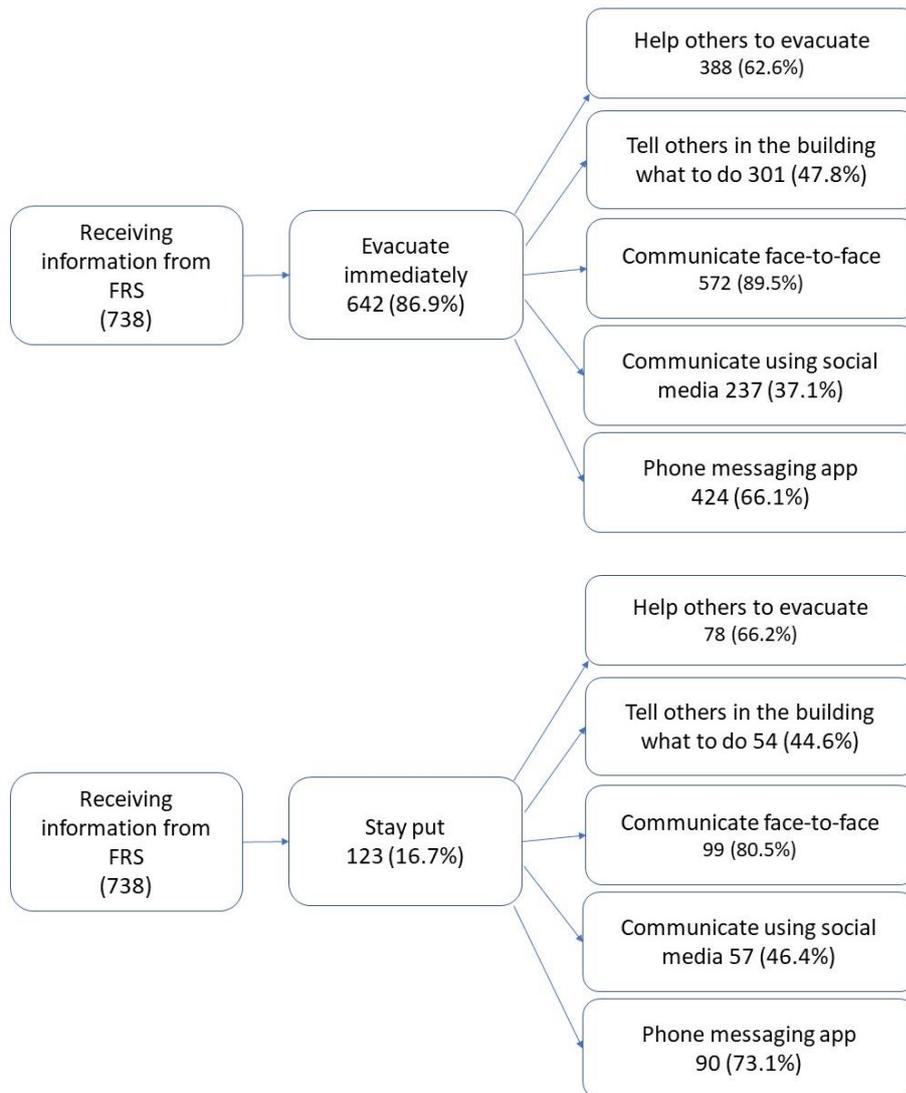 Receiving
information from
FRS
(738)
Evacuate
immediately
642 (86.9%)
Help others to evacuate
388 (62.6%)
Tell others in the building
what to do 301 (47.8%)
Communicate face-to-face
572 (89.5%)
Communicate using social
media 237 (37.1%)
Phone messaging app
424 (66.1%)
Receiving
information from
FRS
(738)
Stay put
123 (16.7%)
Help others to evacuate
78 (66.2%)
Tell others in the building
what to do 54 (44.6%)
Communicate face-to-face
99 (80.5%)
Communicate using social
media 57 (46.4%)
Phone messaging app
90 (73.1%)